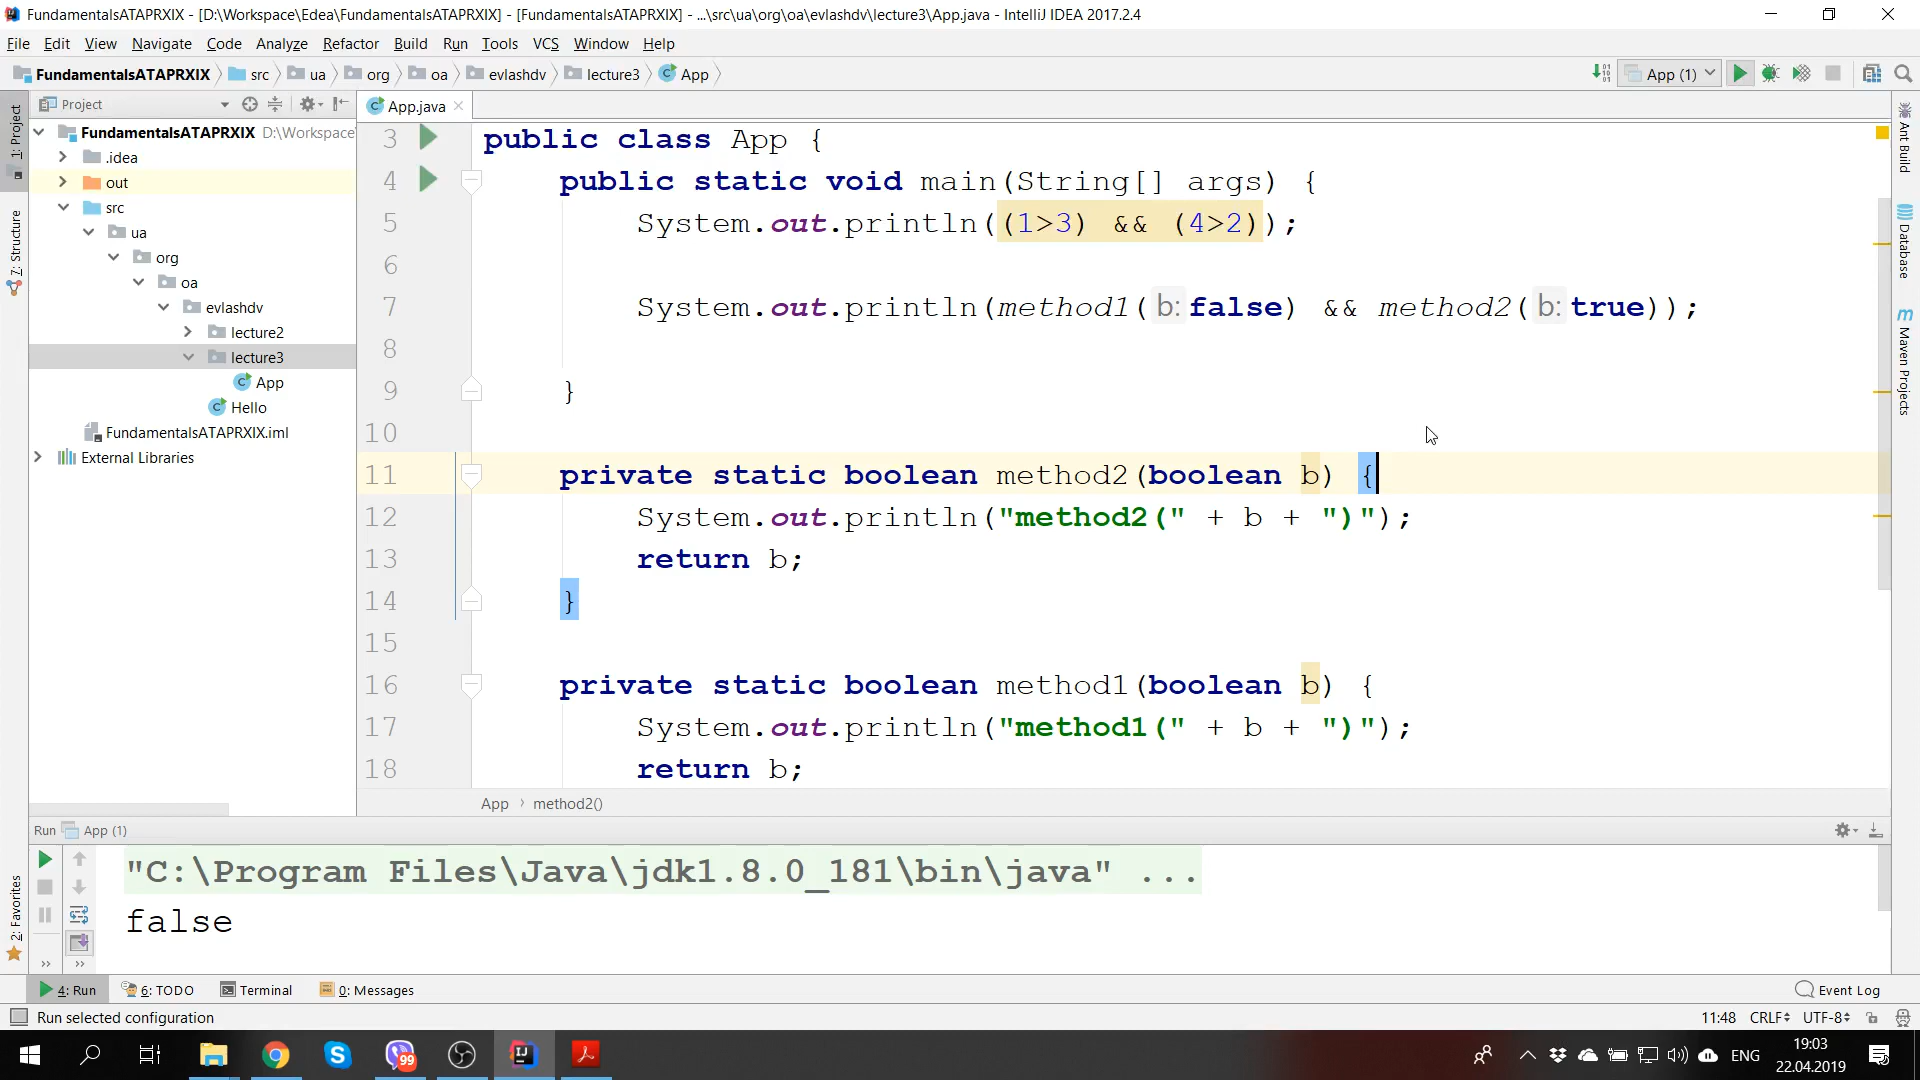 FundamentalsATAPRXIX - [D:\Workspace\Edea\FundamentalsATAPRXIX] - [FundamentalsATAPRXIX] - ...\src\ua\org\oa\evlashdv\lecture3\App.java - IntelliJ IDEA 2017.2.4
File Edit View Navigate Code Analyze Refactor Build Run Tools VCS Window Help
FundamentalsATAPRXIX src ua org oa evlashdv lecture3 App
App (1)
Project
App.java
1: Project
7: Structure
2: Favorites
FundamentalsATAPRXIX D:\Workspace
.idea
out
src
ua
org
oa
evlashdv
lecture2
lecture3
App
Hello
FundamentalsATAPRXIX.iml
External Libraries
3 public class App {
4 public static void main(String[] args) {
5 System.out.println((1>3) && (4>2));
6
7 System.out.println(method1( b: false) && method2( b: true));
8
9 }
10
11 private static boolean method2(boolean b) {
12 System.out.println("method2(" + b + ")");
13 return b;
14 }
15
16 private static boolean method1(boolean b) {
17 System.out.println("method1(" + b + ")");
18 return b;
App › method2()
Ant Build
Database
Maven Projects
Run App (1)
"C:\Program Files\Java\jdk1.8.0_181\bin\java" ...
false
4: Run 6: TODO Terminal 0: Messages Event Log
Run selected configuration 11:48 CRLF UTF-8
99
ENG
19:03
22.04.2019